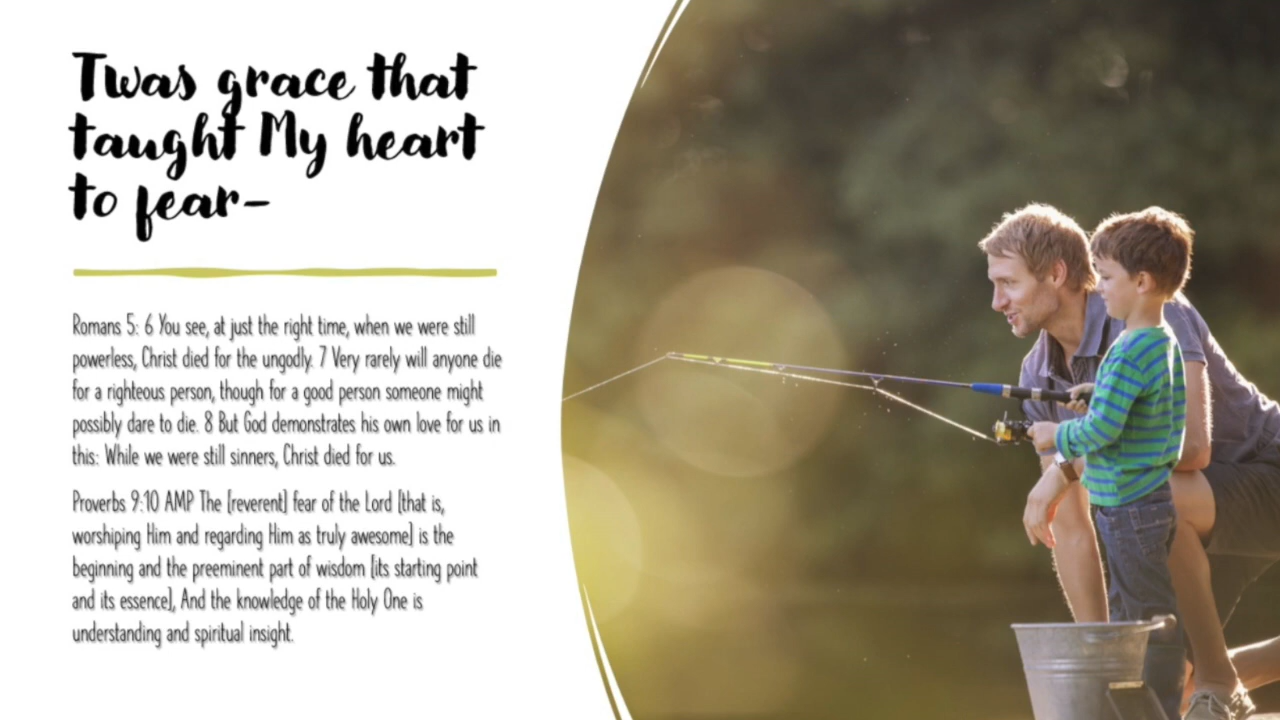 Twas grace that
taught My heart
to fear-
Romans 5: 6 You see, at just the right time, when we were still
powerless, Christ died for the ungodly. 7 Very rarely will anyone die
for a righteous person, though for a good person someone might
possibly dare to die. 8 But God demonstrates his own love for us in
this: While we were still sinners, Christ died for us.
Proverbs 9:10 AMP The [reverent] fear of the Lord [that is,
worshiping Him and regarding Him as truly awesome] is the
beginning and the preeminent part of wisdom [its starting point
and its essence], And the knowledge of the Holy One is
understanding and spiritual insight.